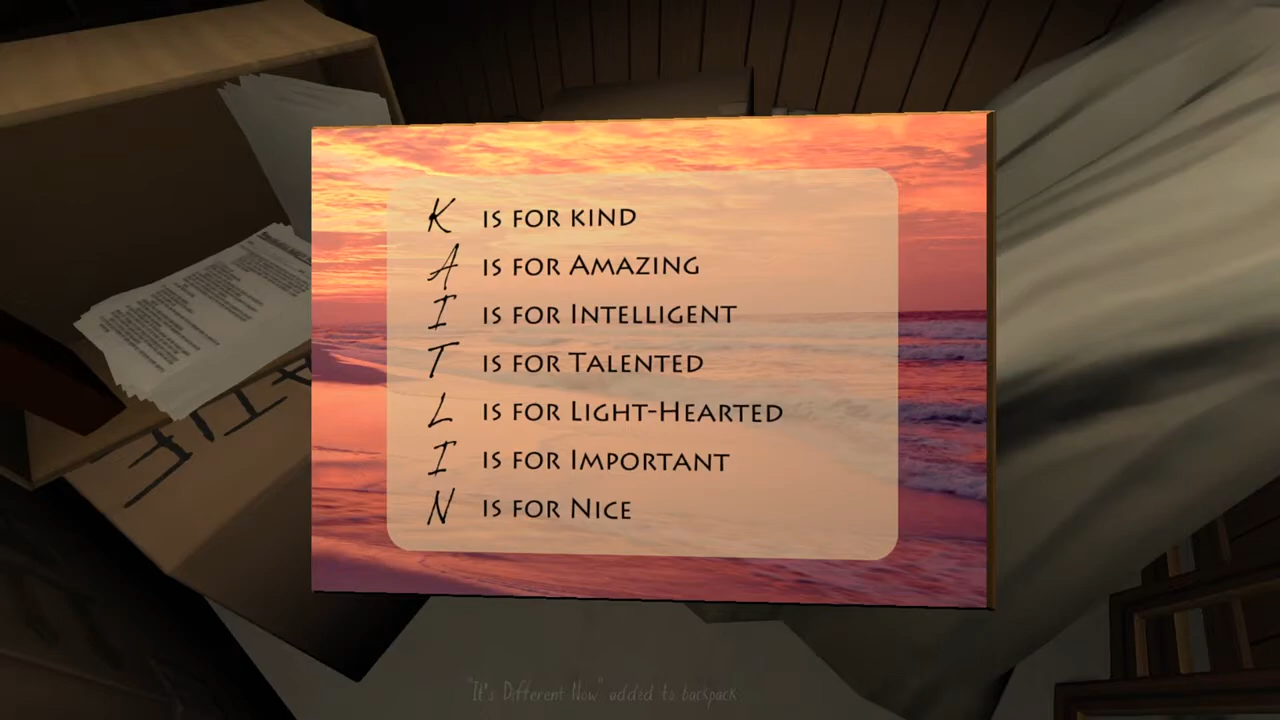 K is for kind
A is for Amazing
I is for Intelligent
T is for Talented
L is for Light-Hearted
I is for Important
N is for Nice
"It's Different Now" added to backpack.